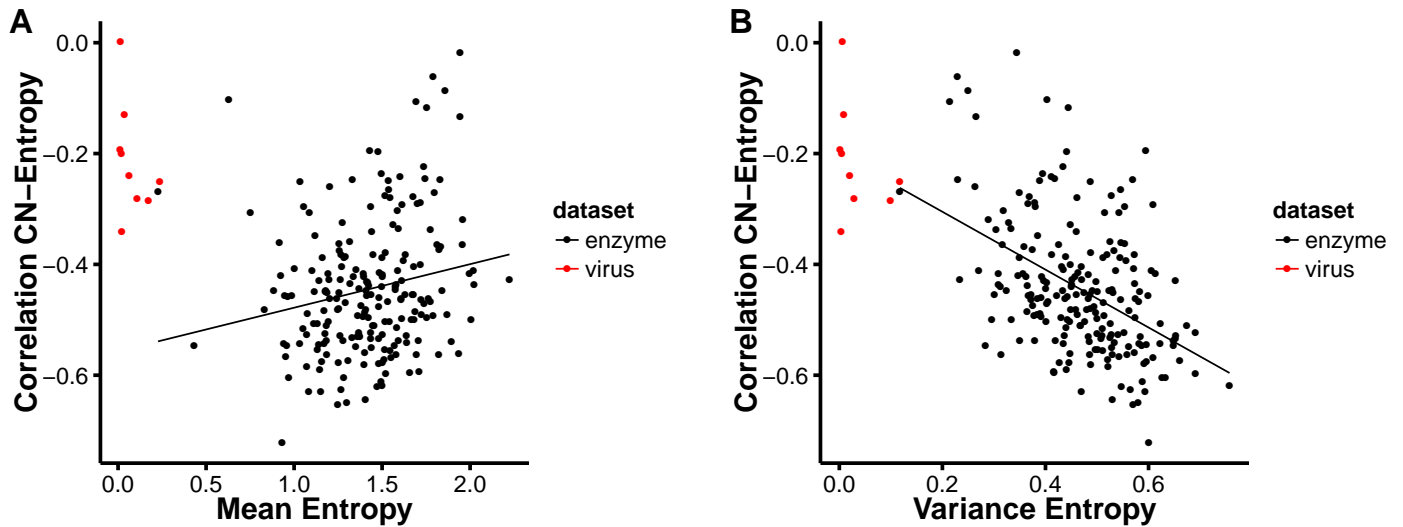 A
Correlation CN−Entropy
0.0
−0.2
−0.4
−0.6
0.0 0.5 1.0 1.5 2.0
Mean Entropy
dataset
enzyme
virus
B
Correlation CN−Entropy
0.0
−0.2
−0.4
−0.6
0.0 0.2 0.4 0.6
Variance Entropy
dataset
enzyme
virus